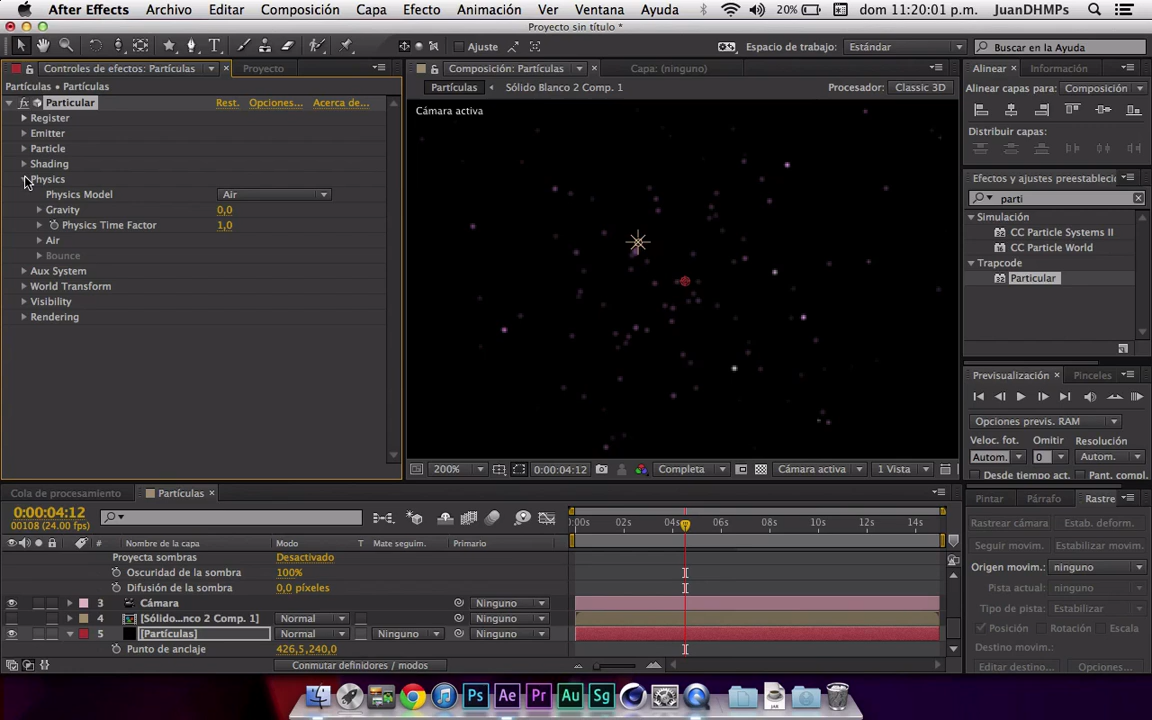 After Effects Archivo Editar Composición Capa Efecto Animación Ver Ventana Ayuda 20% dom 11:20:01 p.m. JuanDHMPs
Proyecto sin título *
Ajuste Espacio de trabajo: Estándar Buscar en la Ayuda
Controles de efectos: Partículas Proyecto
Partículas • Partículas
fx Particular Rest. Opciones... Acerca de...
Register
Emitter
Particle
Shading
Physics
Physics Model Air
Gravity 0,0
Physics Time Factor 1,0
Air
Bounce
Aux System
World Transform
Visibility
Rendering
Composición: Partículas Capa: (ninguno)
Partículas Sólido Blanco 2 Comp. 1 Procesador: Classic 3D
Cámara activa
200% 0:00:04:12 Completa Cámara activa 1 Vista
Alinear Información
Alinear capas para: Composición
Distribuir capas:
Efectos y ajustes preestablecid
parti
Simulación
CC Particle Systems II
CC Particle World
Trapcode
Particular
Previsualización Pinceles
Opciones previs. RAM
Veloc. fot. Omitir Resolución
Autom. 0 Autom.
Desde tiempo act. Pant. compl.
Pintar Párrafo Rastre
Rastrear cámara Estab. deform.
Seguir movim. Estabilizar movim.
Origen movim.: ninguno
Pista actual: ninguno
Tipo de pista: Estabilizar
Posición Rotación Escala
Destino movim.:
Editar destino... Opciones...
Cola de procesamiento Partículas
0:00:04:12
00108 (24.00 fps)
# Nombre de la capa Modo T Mate seguim. Primario
:00s 02s 04s 06s 08s 10s 12s 14s
Proyecta sombras Desactivado
Oscuridad de la sombra 100%
Difusión de la sombra 0,0 píxeles
3 Cámara Ninguno
4 [Sólido...nco 2 Comp. 1] Normal Ninguno
5 [Partículas] Normal Ninguno Ninguno
Punto de anclaje 426,5,240,0
Conmutar definidores / modos
Ps Ae Pr Au Sg
JAR